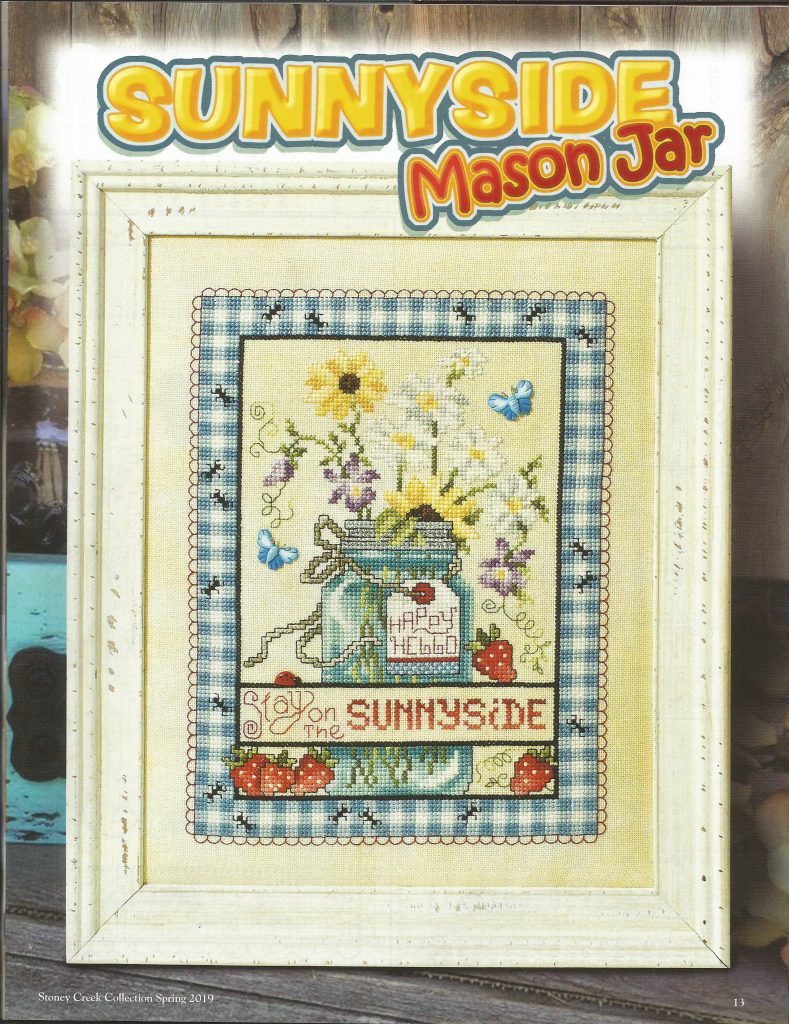 SUNNYSIDE
Mason Jar
HAPPY
HELLO
Stay on the SUNNYSiDE
Stoney Creek Collection Spring 2019
13